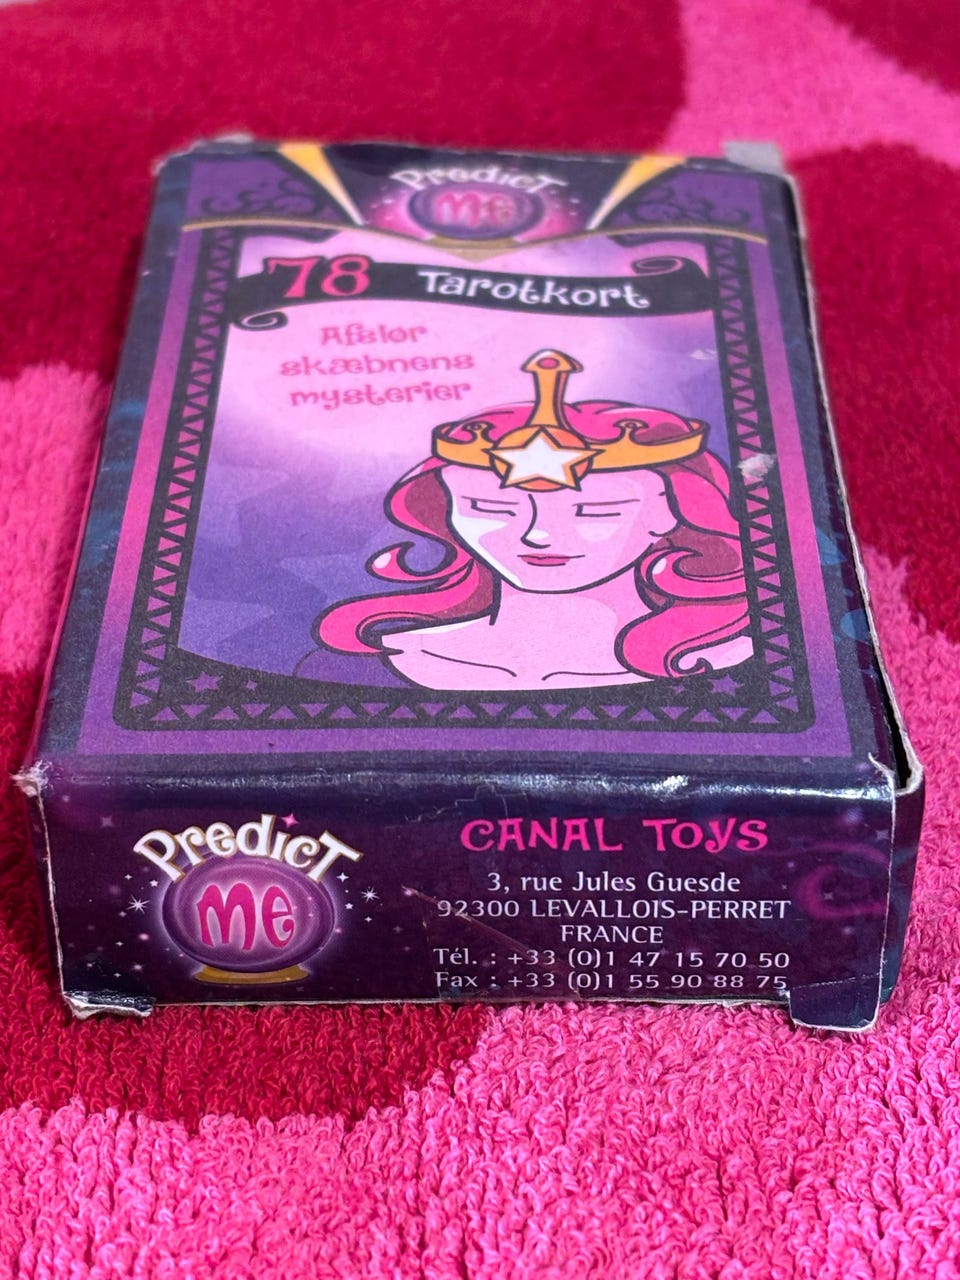 Predict
Me
78 Tarotkort
Afslør
skæbnens
mysterier
Predict
Me
CANAL TOYS
3, rue Jules Guesde
92300 LEVALLOIS-PERRET
FRANCE
Tél. : +33 (0)1 47 15 70 50
Fax : +33 (0)1 55 90 88 75